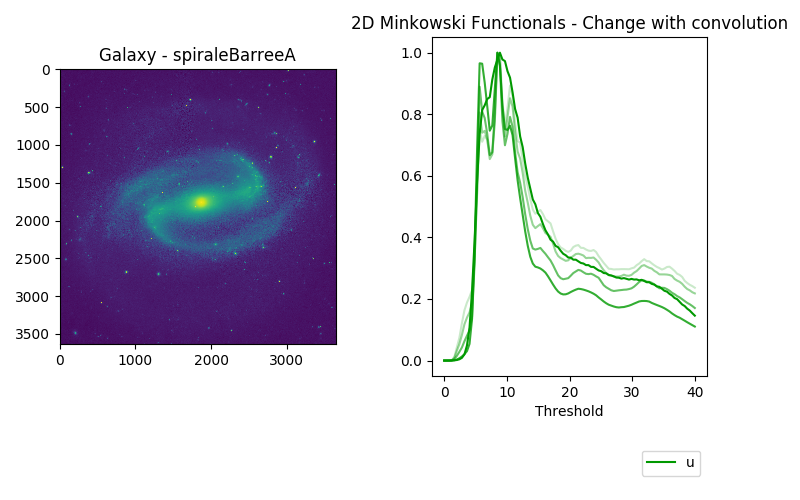 Galaxy - spiraleBarreeA
0
500
1000
1500
2000
2500
3000
3500
0 1000 2000 3000
2D Minkowski Functionals - Change with convolution
1.0
0.8
0.6
0.4
0.2
0.0
0 10 20 30 40
Threshold
u